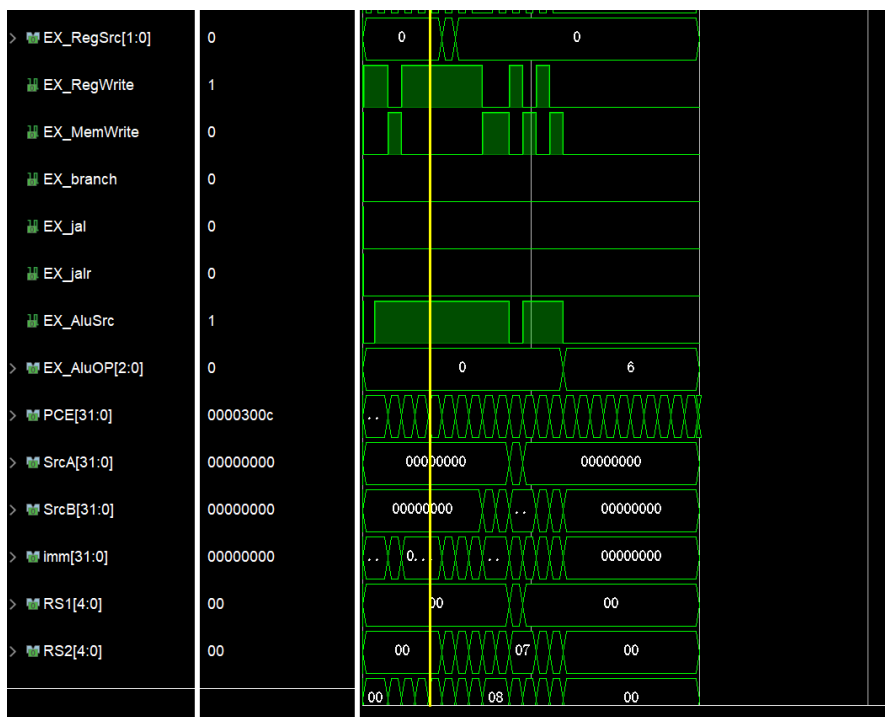 EX_RegSrc[1:0] 0 0 0
EX_RegWrite 1
EX_MemWrite 0
EX_branch 0
EX_jal 0
EX_jalr 0
EX_AluSrc 1
EX_AluOP[2:0] 0 0 6
PCE[31:0] 0000300c ..
SrcA[31:0] 00000000 00000000 00000000
SrcB[31:0] 00000000 00000000 .. 00000000
imm[31:0] 00000000 .. 0... .. 00000000
RS1[4:0] 00 00 00
RS2[4:0] 00 00 07 00
00 08 00